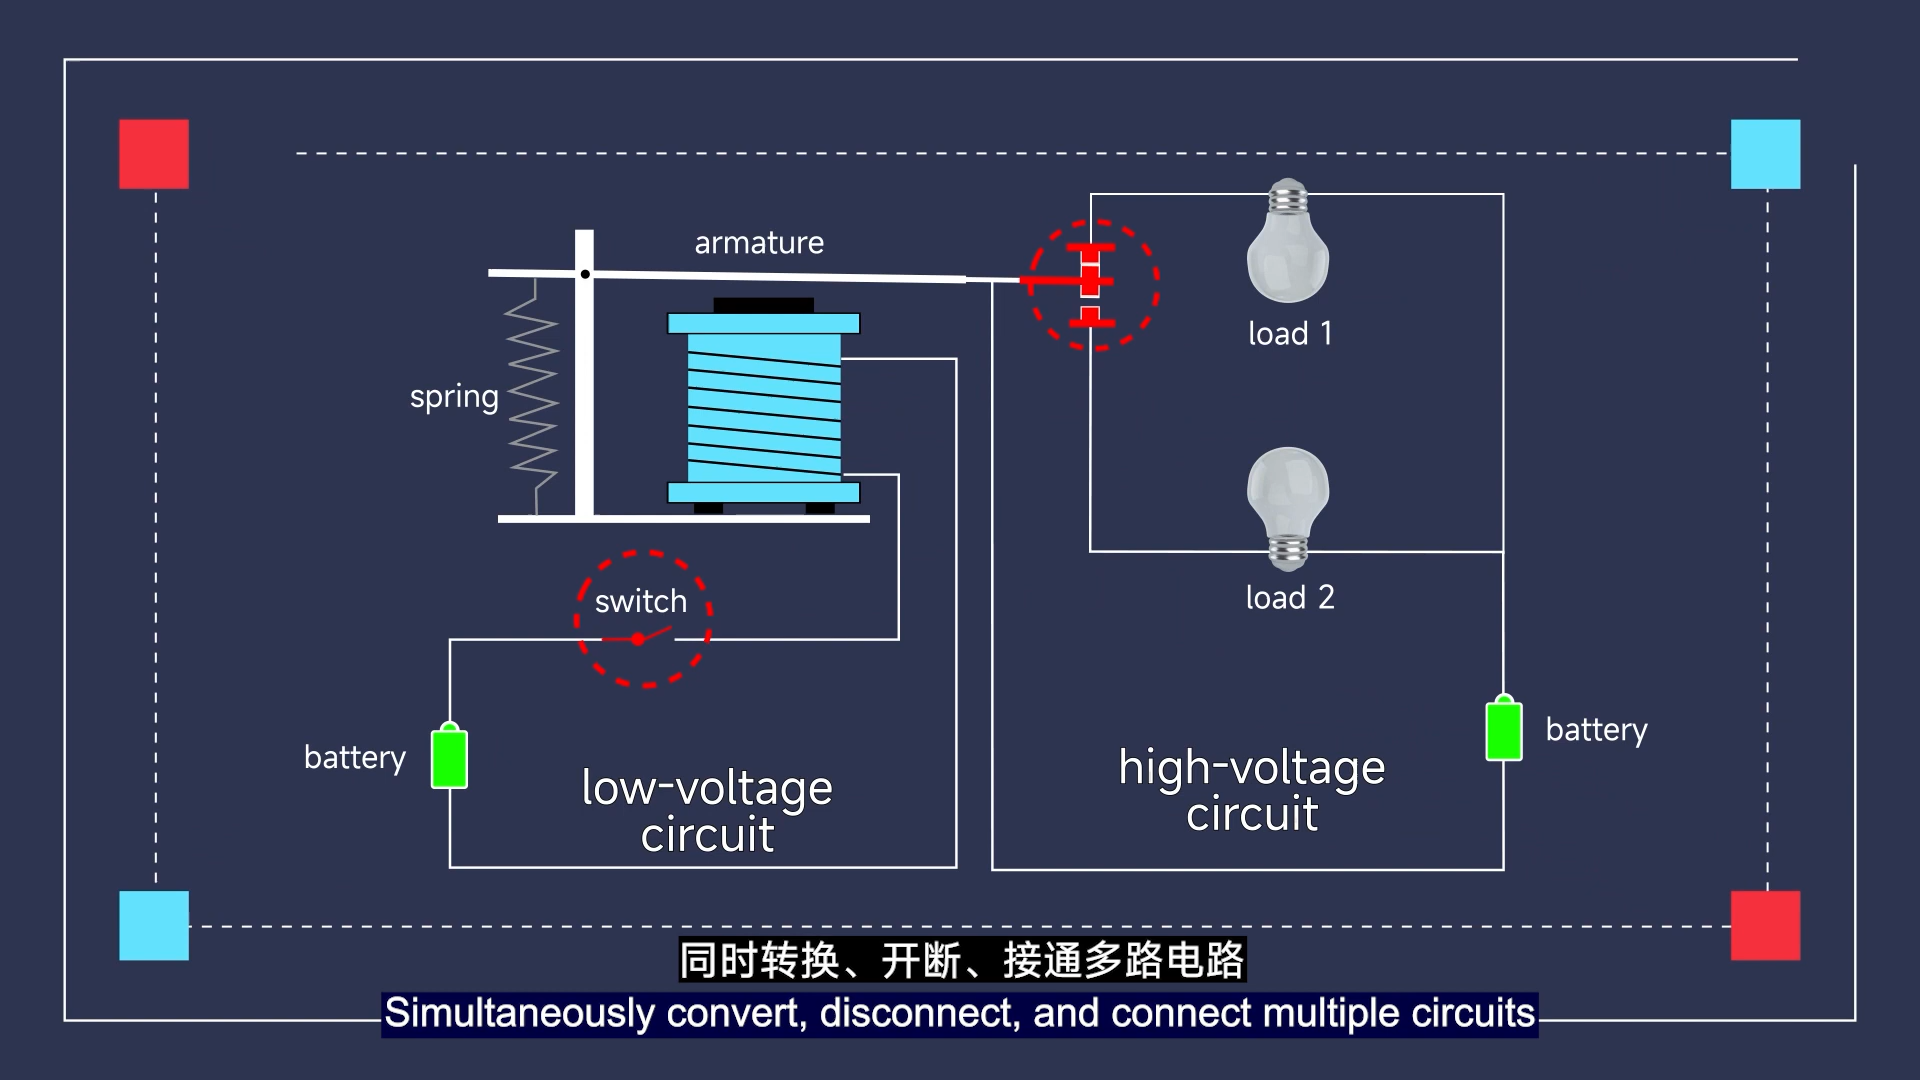 armature
load 1
spring
load 2
switch
battery
battery
low-voltage
circuit
high-voltage
circuit
同时转换、开断、接通多路电路
Simultaneously convert, disconnect, and connect multiple circuits